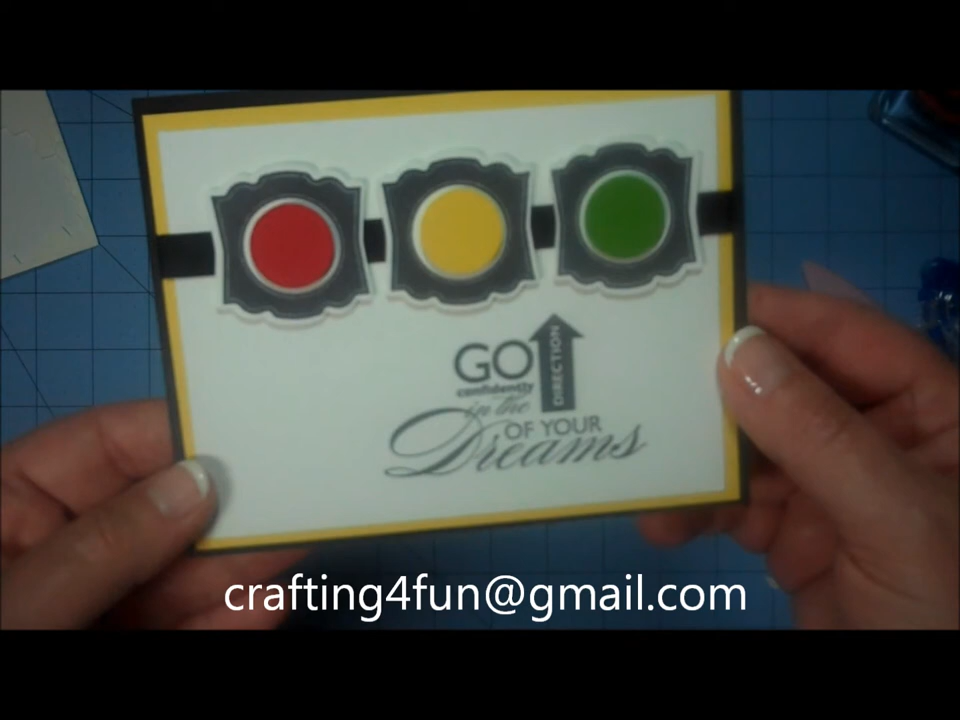 GO
confidently
in the
DIRECTION
OF YOUR
Dreams
crafting4fun@gmail.com